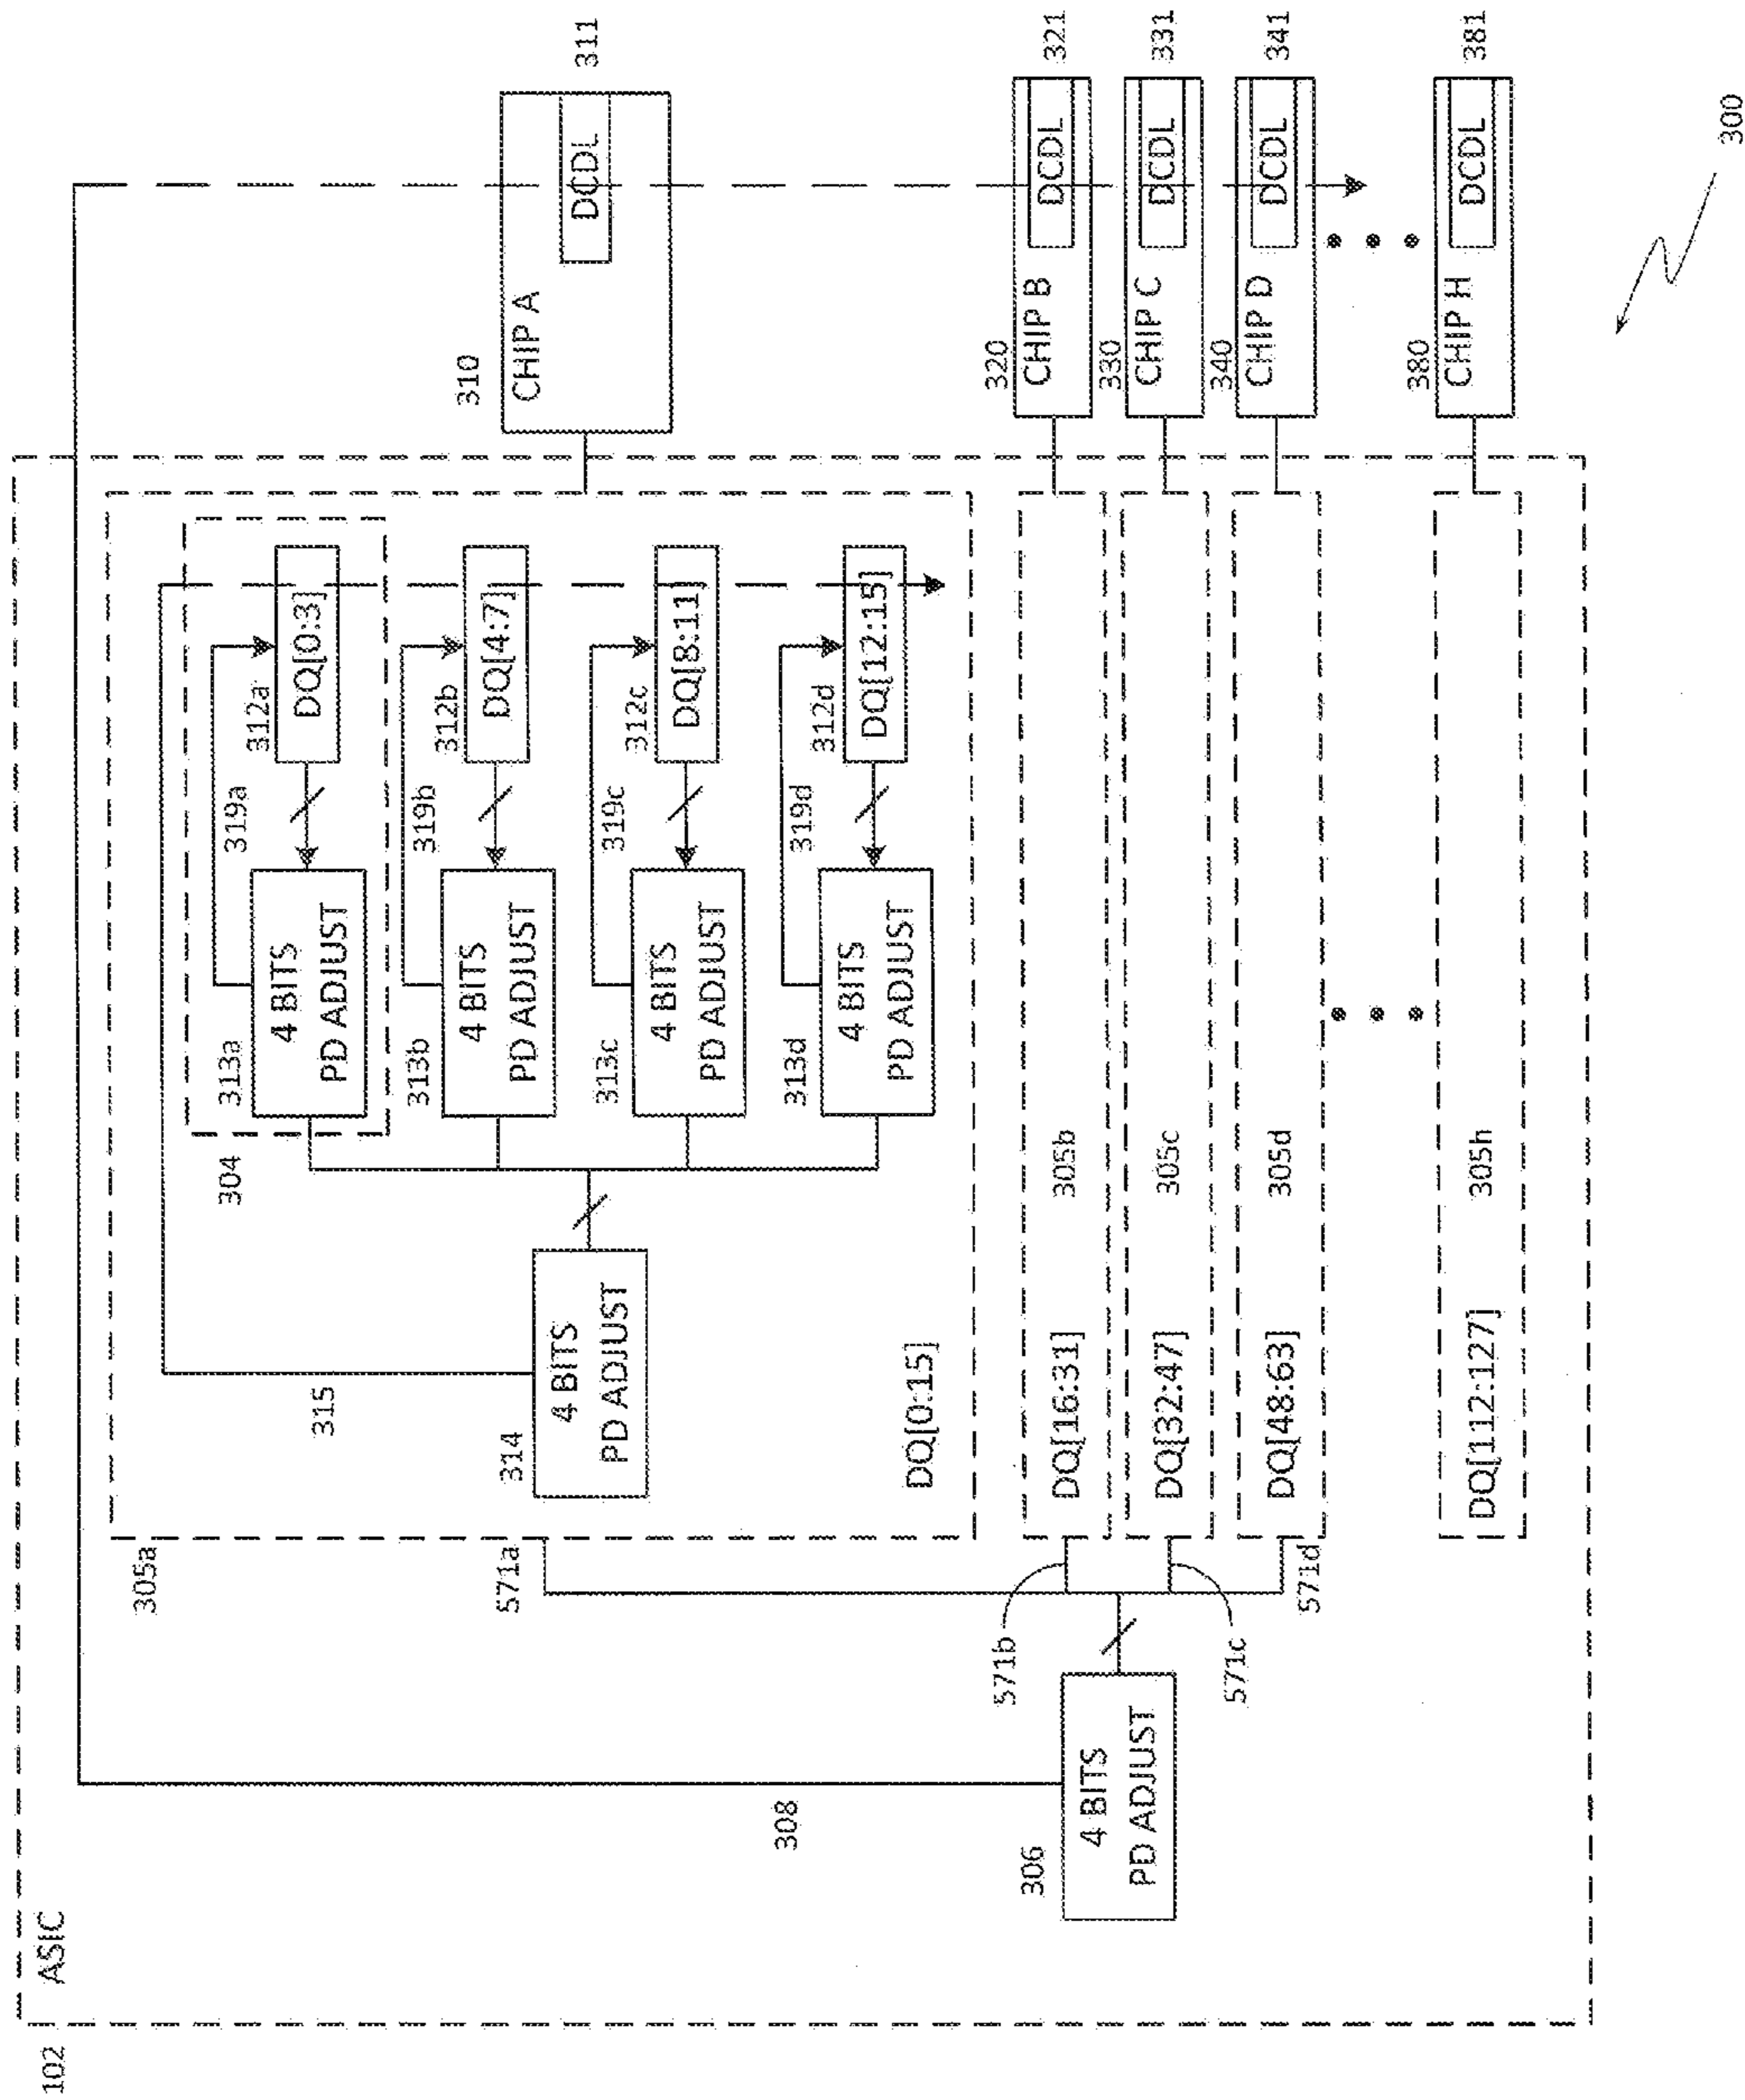 102
ASIC
305a
315
304
313a
4 BITS
PD ADJUST
319a
312a
DQ[0:3]
313b
4 BITS
PD ADJUST
319b
312b
DQ[4:7]
313c
4 BITS
PD ADJUST
319c
312c
DQ[8:11]
313d
4 BITS
PD ADJUST
319d
312d
DQ[12:15]
314
4 BITS
PD ADJUST
DQ[0:15]
310
CHIP A
DCDL
311
571a
571b
571c
571d
308
306
4 BITS
PD ADJUST
DQ[16:31]
305b
320
CHIP B
DCDL
321
DQ[32:47]
305c
330
CHIP C
DCDL
331
DQ[48:63]
305d
340
CHIP D
DCDL
341
DQ[112:127]
305h
380
CHIP H
DCDL
381
300